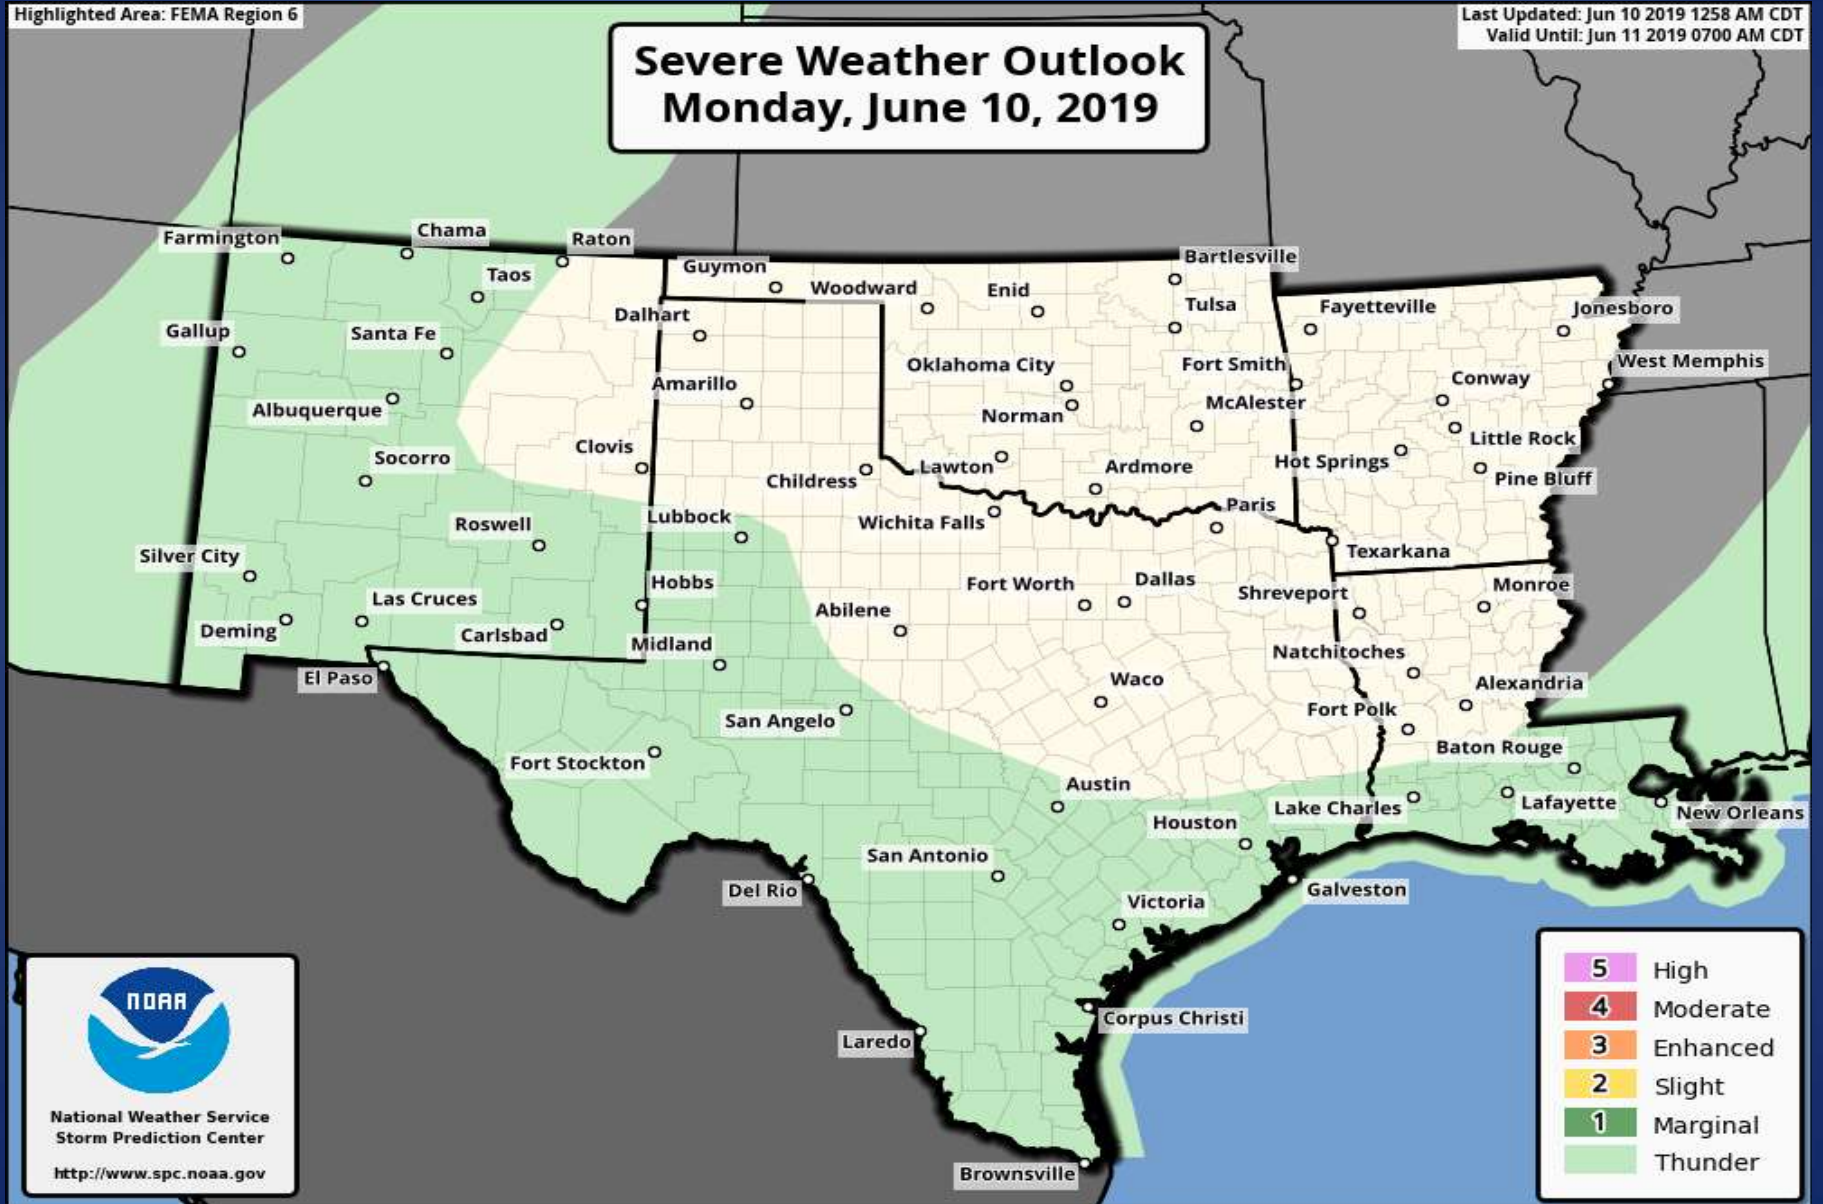 Highlighted Area: FEMA Region 6
Last Updated: Jun 10 2019 1258 AM CDT
Valid Until: Jun 11 2019 0700 AM CDT
Severe Weather Outlook
Monday, June 10, 2019
Farmington
Chama
Raton
Taos
Guymon
Woodward
Enid
Bartlesville
Tulsa
Fayetteville
Jonesboro
Gallup
Santa Fe
Dalhart
Oklahoma City
Fort Smith
West Memphis
Albuquerque
Amarillo
Norman
McAlester
Conway
Socorro
Clovis
Childress
Lawton
Ardmore
Hot Springs
Little Rock
Pine Bluff
Roswell
Lubbock
Wichita Falls
Paris
Texarkana
Silver City
Hobbs
Fort Worth
Dallas
Shreveport
Monroe
Deming
Las Cruces
Carlsbad
Midland
Abilene
Natchitoches
El Paso
San Angelo
Waco
Fort Polk
Alexandria
Fort Stockton
Austin
Baton Rouge
Houston
Lake Charles
Lafayette
New Orleans
Del Rio
San Antonio
Galveston
Victoria
Laredo
Corpus Christi
Brownsville
NOAA
National Weather Service
Storm Prediction Center
http://www.spc.noaa.gov
5 High
4 Moderate
3 Enhanced
2 Slight
1 Marginal
Thunder